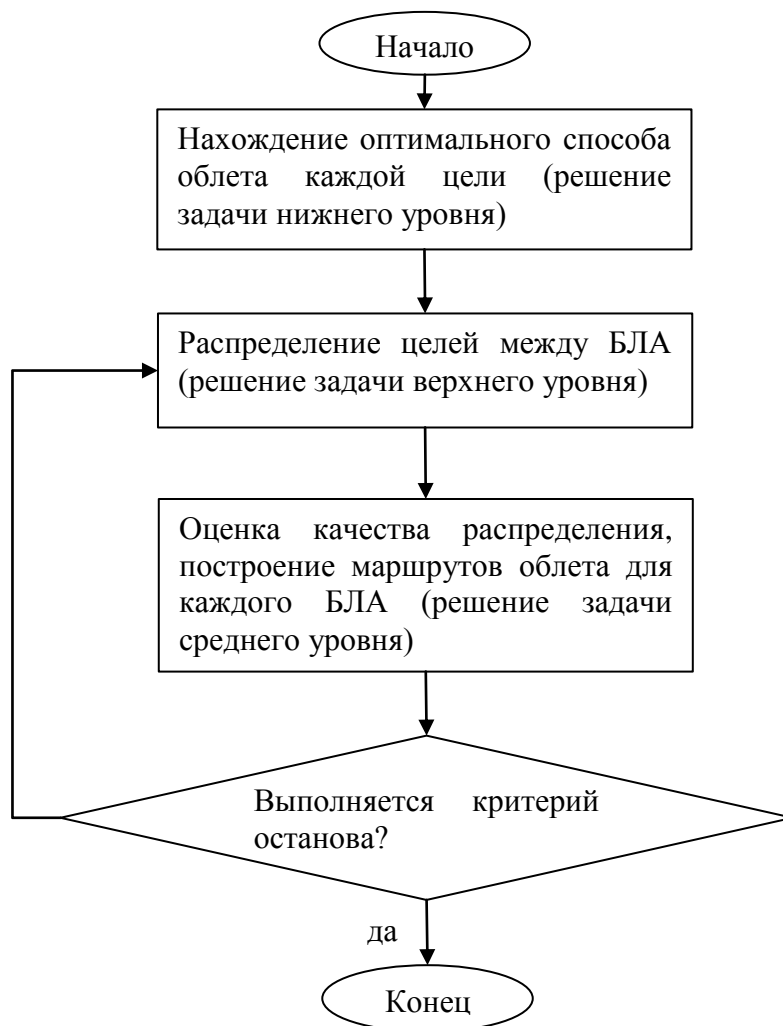 Начало
Нахождение оптимального способа
облета каждой цели (решение
задачи нижнего уровня)
Распределение целей между БЛА
(решение задачи верхнего уровня)
Оценка качества распределения,
построение маршрутов облета для
каждого БЛА (решение задачи
среднего уровня)
Выполняется критерий
останова?
да
Конец